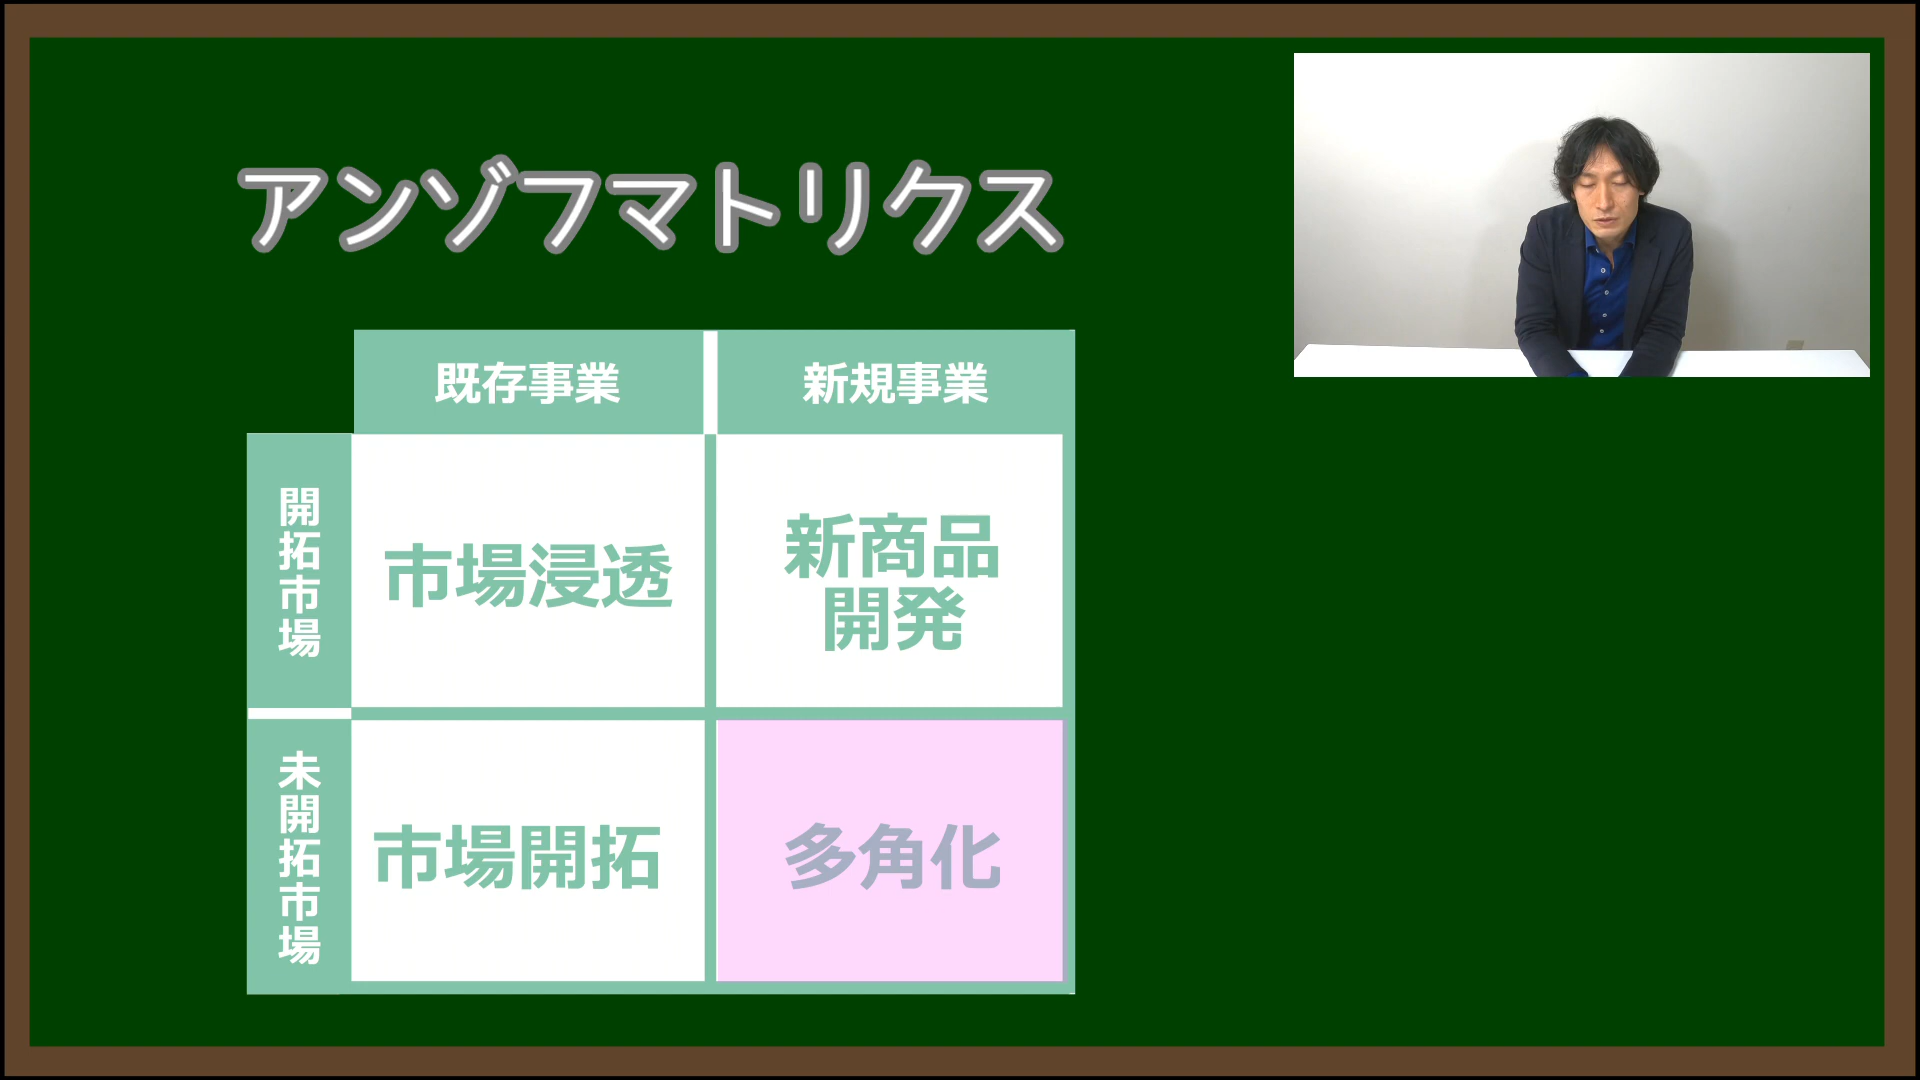 アンゾフマトリクス
既存事業
新規事業
開拓市場
市場浸透
新商品
開発
未開拓市場
市場開拓
多角化